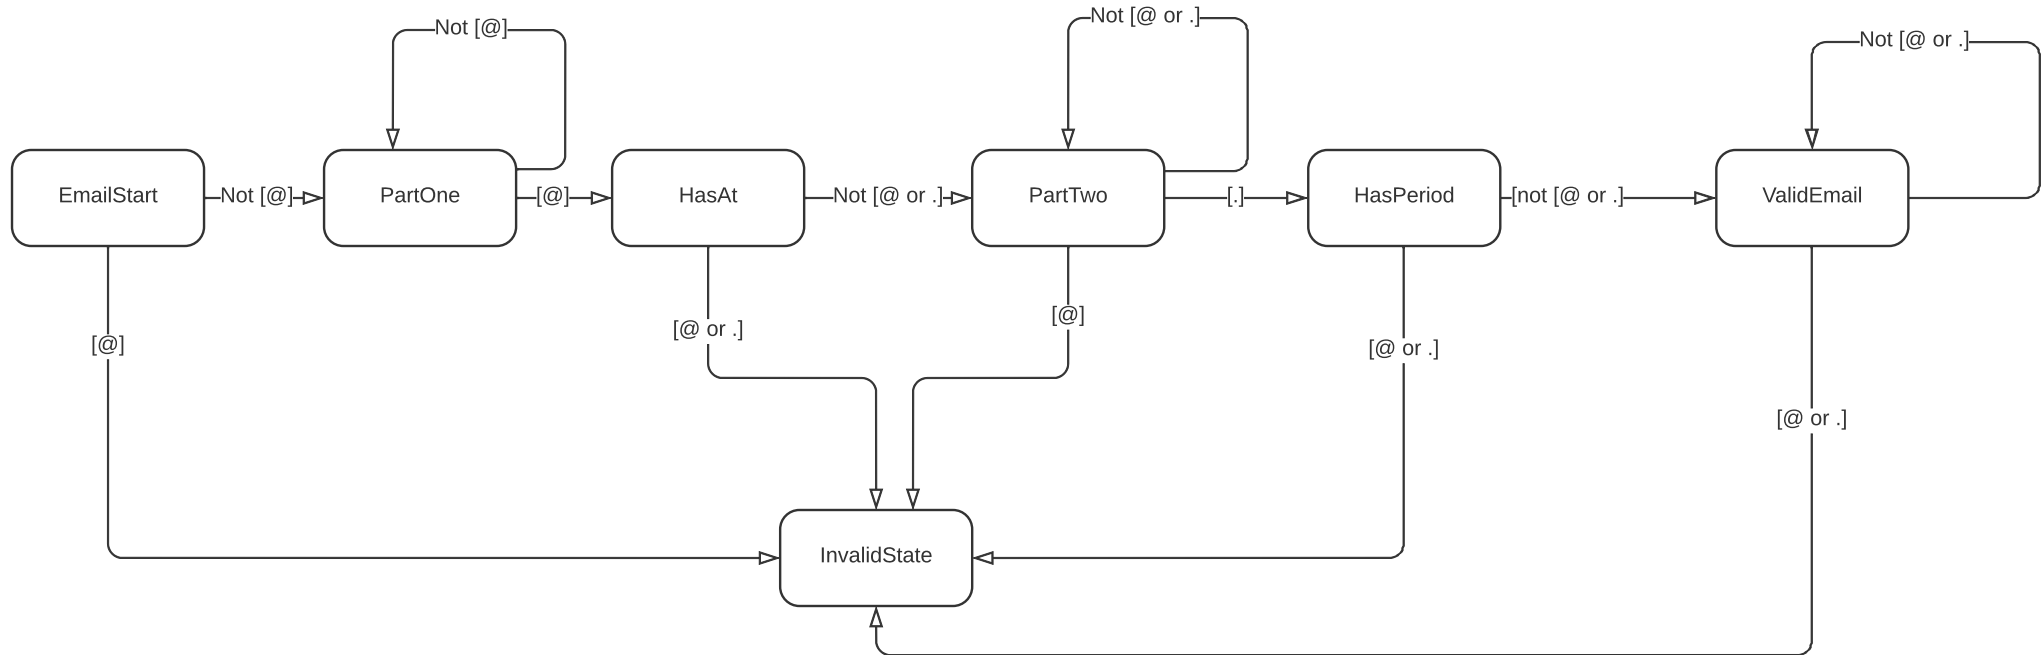 Not [@]
Not [@ or .]
Not [@ or .]
EmailStart
Not [@]
PartOne
[@]
HasAt
Not [@ or .]
PartTwo
[.]
HasPeriod
[not [@ or .]
ValidEmail
[@]
[@ or .]
[@]
[@ or .]
[@ or .]
InvalidState